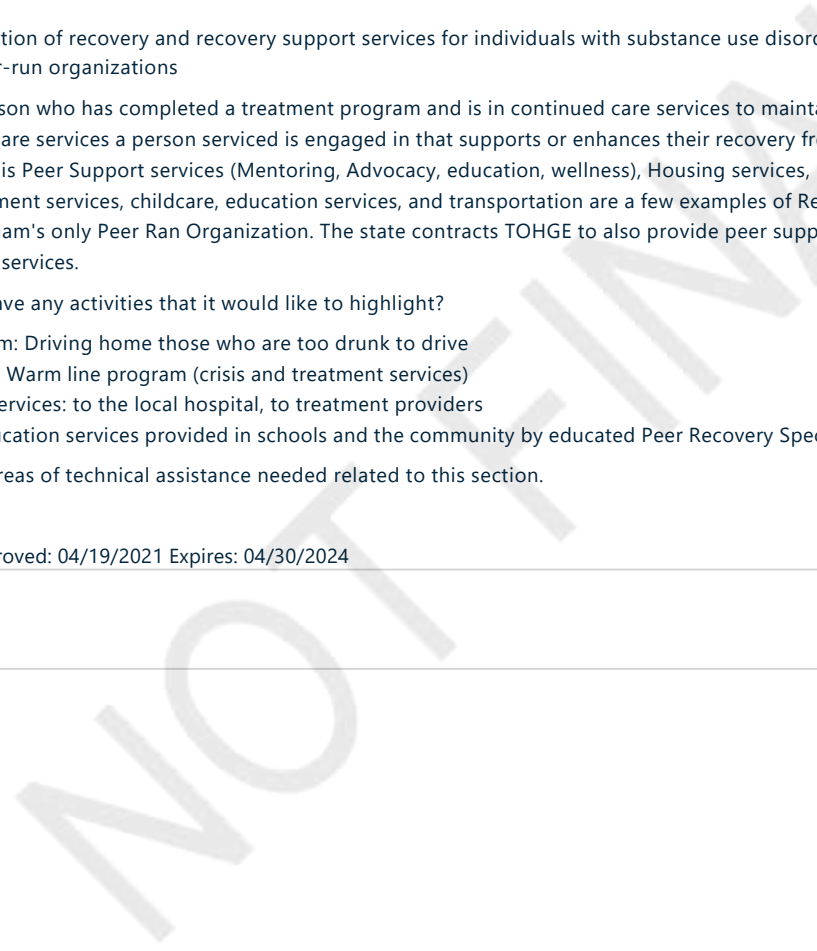 tion of recovery and recovery support services for individuals with substance use disord
r-run organizations
son who has completed a treatment program and is in continued care services to mainta
are services a person serviced is engaged in that supports or enhances their recovery fr
is Peer Support services (Mentoring, Advocacy, education, wellness), Housing services,
ment services, childcare, education services, and transportation are a few examples of Re
am's only Peer Ran Organization. The state contracts TOHGE to also provide peer supp
services.
ave any activities that it would like to highlight?
m: Driving home those who are too drunk to drive
Warm line program (crisis and treatment services)
ervices: to the local hospital, to treatment providers
ucation services provided in schools and the community by educated Peer Recovery Spec
reas of technical assistance needed related to this section.
roved: 04/19/2021 Expires: 04/30/2024
NOT FINA